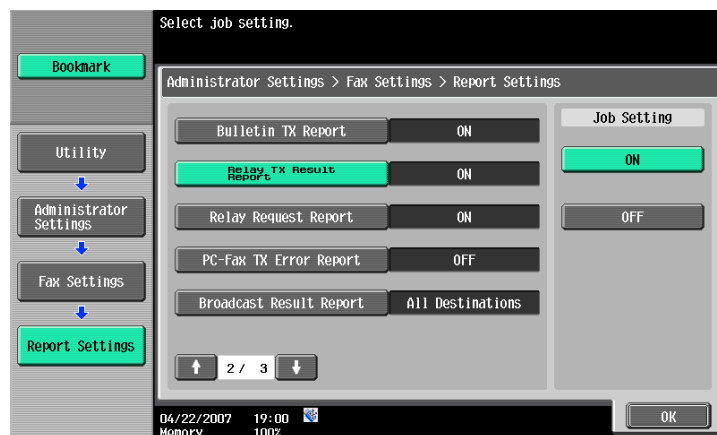 Select job setting.
Bookmark
Administrator Settings > Fax Settings > Report Settings
Utility
Administrator
Settings
Fax Settings
Report Settings
Bulletin TX Report ON
Relay TX Result
Report
ON
Relay Request Report ON
PC-Fax TX Error Report OFF
Broadcast Result Report All Destinations
2/ 3
Job Setting
ON
OFF
04/22/2007 19:00
Memory 100%
OK